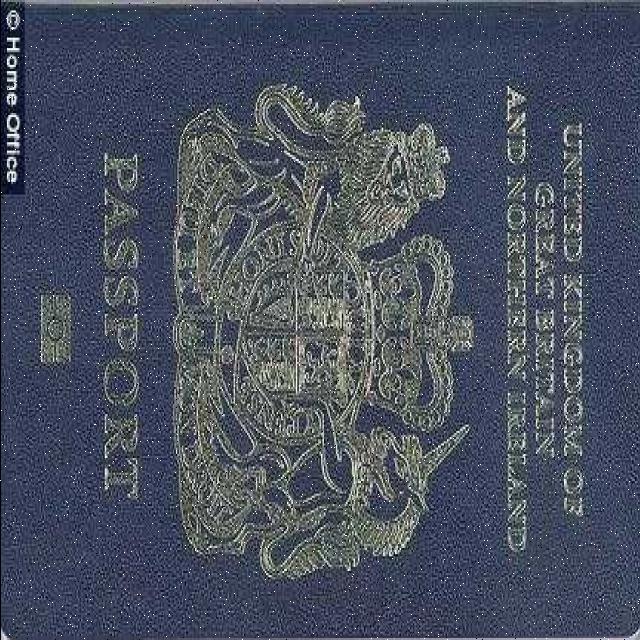 © Home Office
UNITED KINGDOM OF
GREAT BRITAIN
AND NORTHERN IRELAND
PASSPORT